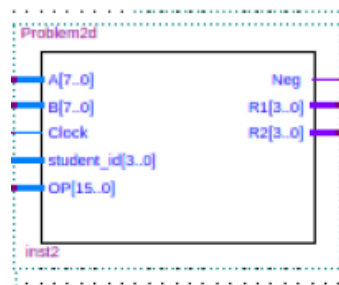 Problem2d
A[7..0] Neg
B[7..0] R1[3..0]
Clock R2[3..0]
student_id[3..0]
OP[15..0]
inst2